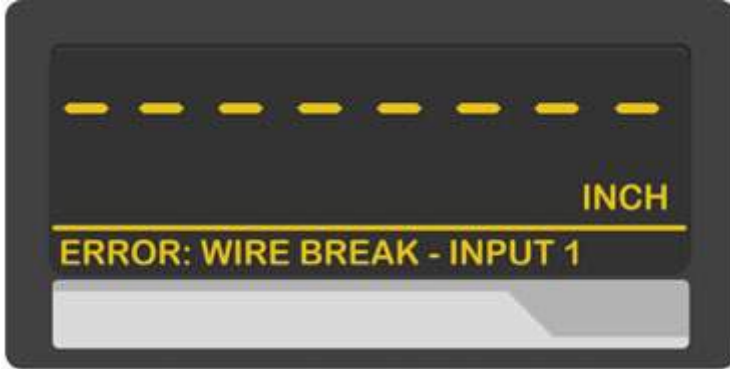 - - - - - - - -
INCH
ERROR: WIRE BREAK - INPUT 1